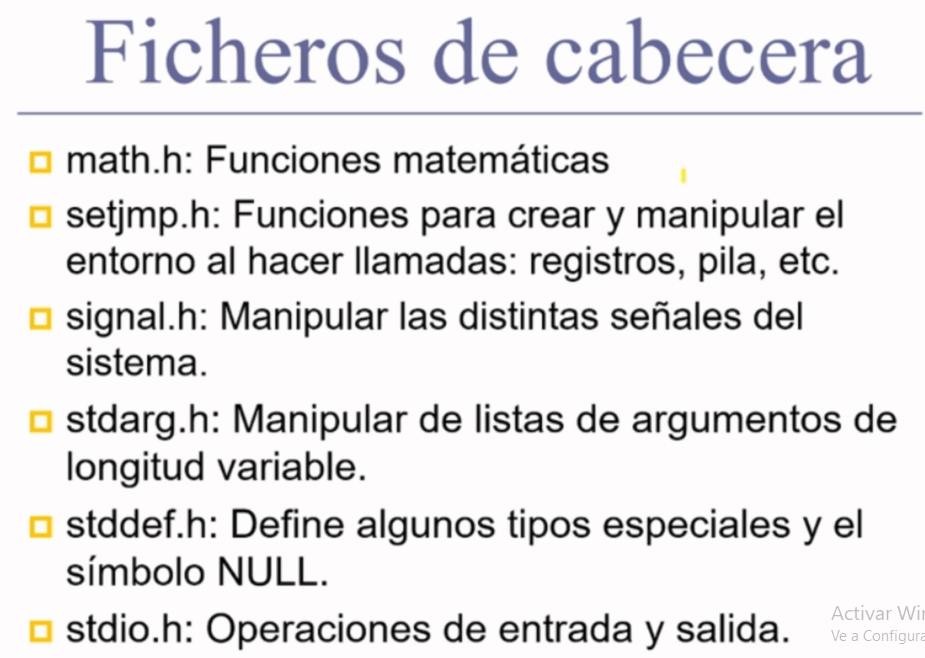 Ficheros de cabecera
math.h: Funciones matemáticas
setjmp.h: Funciones para crear y manipular el
entorno al hacer llamadas: registros, pila, etc.
signal.h: Manipular las distintas señales del
sistema.
stdarg.h: Manipular de listas de argumentos de
longitud variable.
stddef.h: Define algunos tipos especiales y el
símbolo NULL.
stdio.h: Operaciones de entrada y salida.
Activar Wi
Ve a Configura